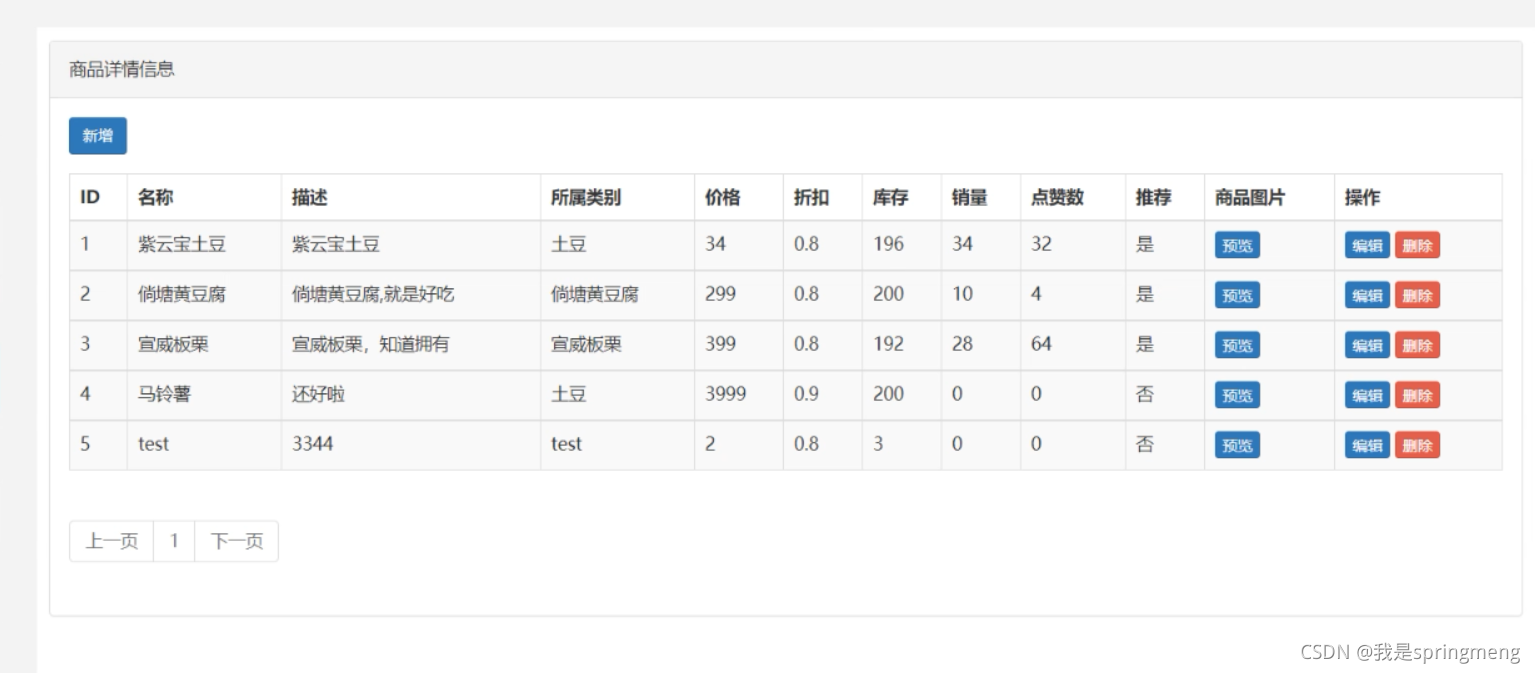 商品详情信息
新增
ID 名称 描述 所属类别 价格 折扣 库存 销量 点赞数 推荐 商品图片 操作
1 紫云宝土豆 紫云宝土豆 土豆 34 0.8 196 34 32 是 预览 编辑 删除
2 倘塘黄豆腐 倘塘黄豆腐,就是好吃 倘塘黄豆腐 299 0.8 200 10 4 是 预览 编辑 删除
3 宣威板栗 宣威板栗，知道拥有 宣威板栗 399 0.8 192 28 64 是 预览 编辑 删除
4 马铃薯 还好啦 土豆 3999 0.9 200 0 0 否 预览 编辑 删除
5 test 3344 test 2 0.8 3 0 0 否 预览 编辑 删除
上一页 1 下一页
CSDN @我是springmeng